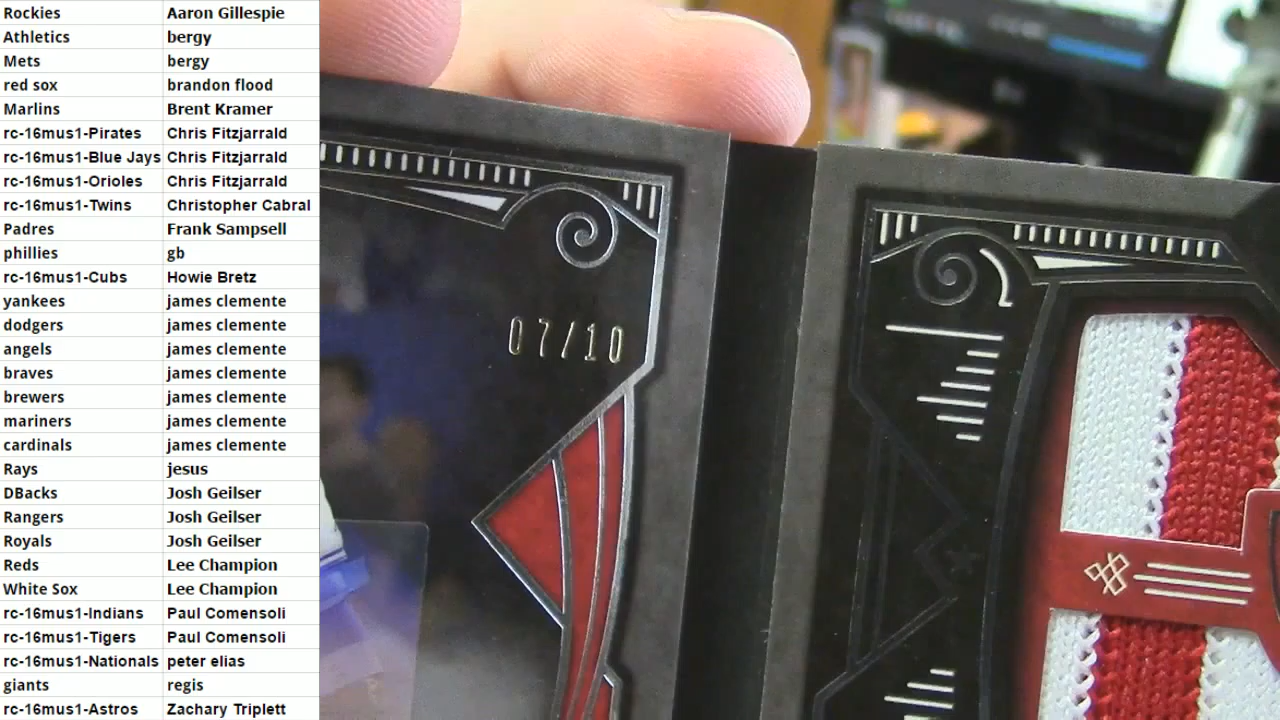 Rockies Aaron Gillespie
Athletics bergy
Mets bergy
red sox brandon flood
Marlins Brent Kramer
rc-16mus1-Pirates Chris Fitzjarrald
rc-16mus1-Blue Jays Chris Fitzjarrald
rc-16mus1-Orioles Chris Fitzjarrald
rc-16mus1-Twins Christopher Cabral
Padres Frank Sampsell
phillies gb
rc-16mus1-Cubs Howie Bretz
yankees james clemente
dodgers james clemente
angels james clemente
braves james clemente
brewers james clemente
mariners james clemente
cardinals james clemente
Rays jesus
DBacks Josh Geilser
Rangers Josh Geilser
Royals Josh Geilser
Reds Lee Champion
White Sox Lee Champion
rc-16mus1-Indians Paul Comensoli
rc-16mus1-Tigers Paul Comensoli
rc-16mus1-Nationals peter elias
giants regis
rc-16mus1-Astros Zachary Triplett
07/10